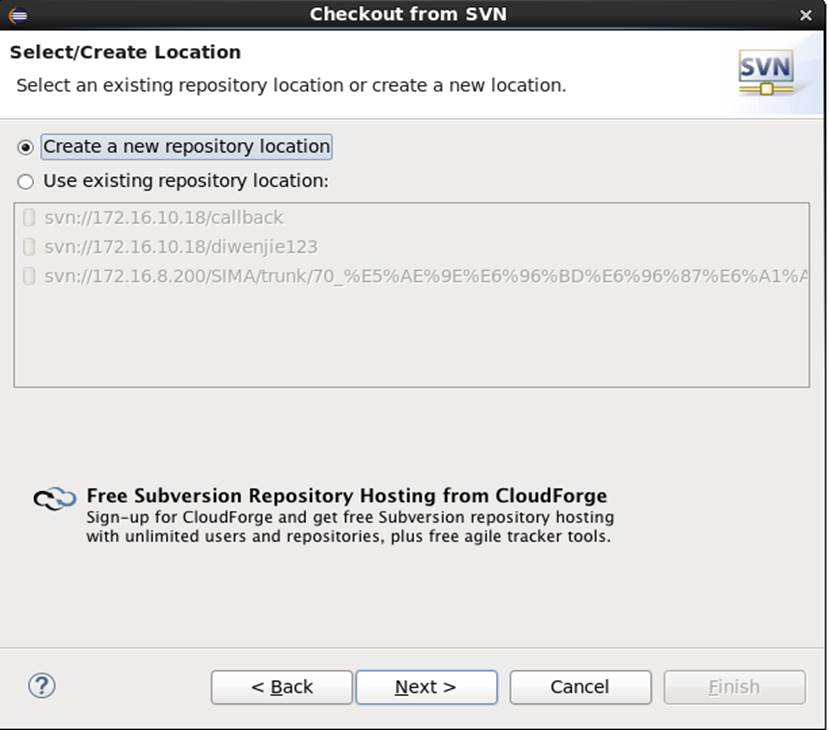 Checkout from SVN
Select/Create Location
Select an existing repository location or create a new location.
SVN
Create a new repository location
Use existing repository location:
svn://172.16.10.18/callback
svn://172.16.10.18/diwenjie123
svn://172.16.8.200/SIMA/trunk/70_%E5%AE%9E%E6%96%BD%E6%96%87%E6%A1%A
Free Subversion Repository Hosting from CloudForge
Sign-up for CloudForge and get free Subversion repository hosting
with unlimited users and repositories, plus free agile tracker tools.
? < Back Next > Cancel Finish